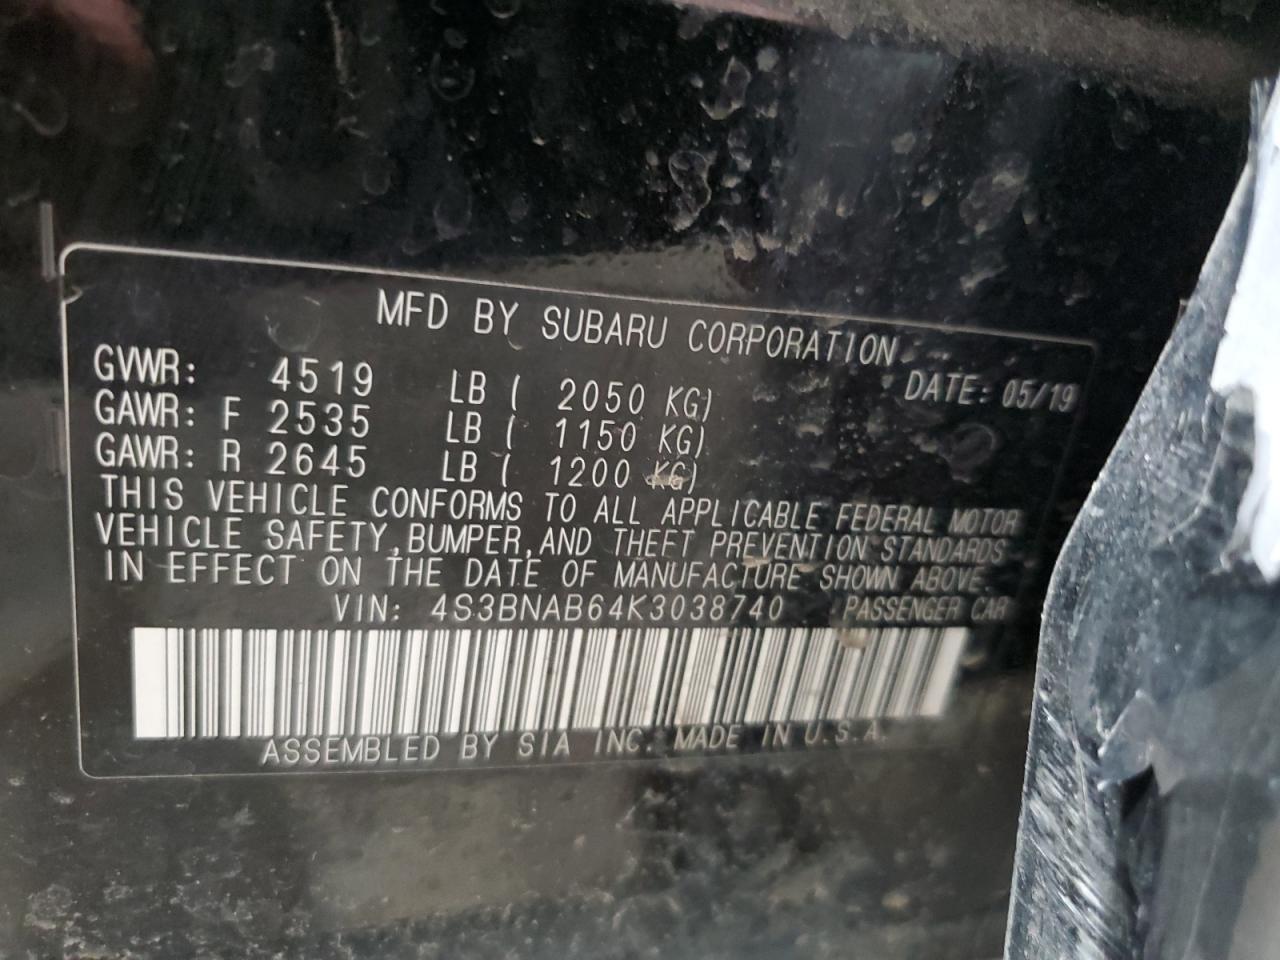 MFD BY SUBARU CORPORATION
DATE: 05/19
GVWR: 4519 LB ( 2050 KG)
GAWR: F 2535 LB ( 1150 KG)
GAWR: R 2645 LB ( 1200 KG)
THIS VEHICLE CONFORMS TO ALL APPLICABLE FEDERAL MOTOR
VEHICLE SAFETY,BUMPER,AND THEFT PREVENTION STANDARDS
IN EFFECT ON THE DATE OF MANUFACTURE SHOWN ABOVE.
VIN: 4S3BNAB64K3038740 PASSENGER CAR
ASSEMBLED BY SIA INC. MADE IN U.S.A.